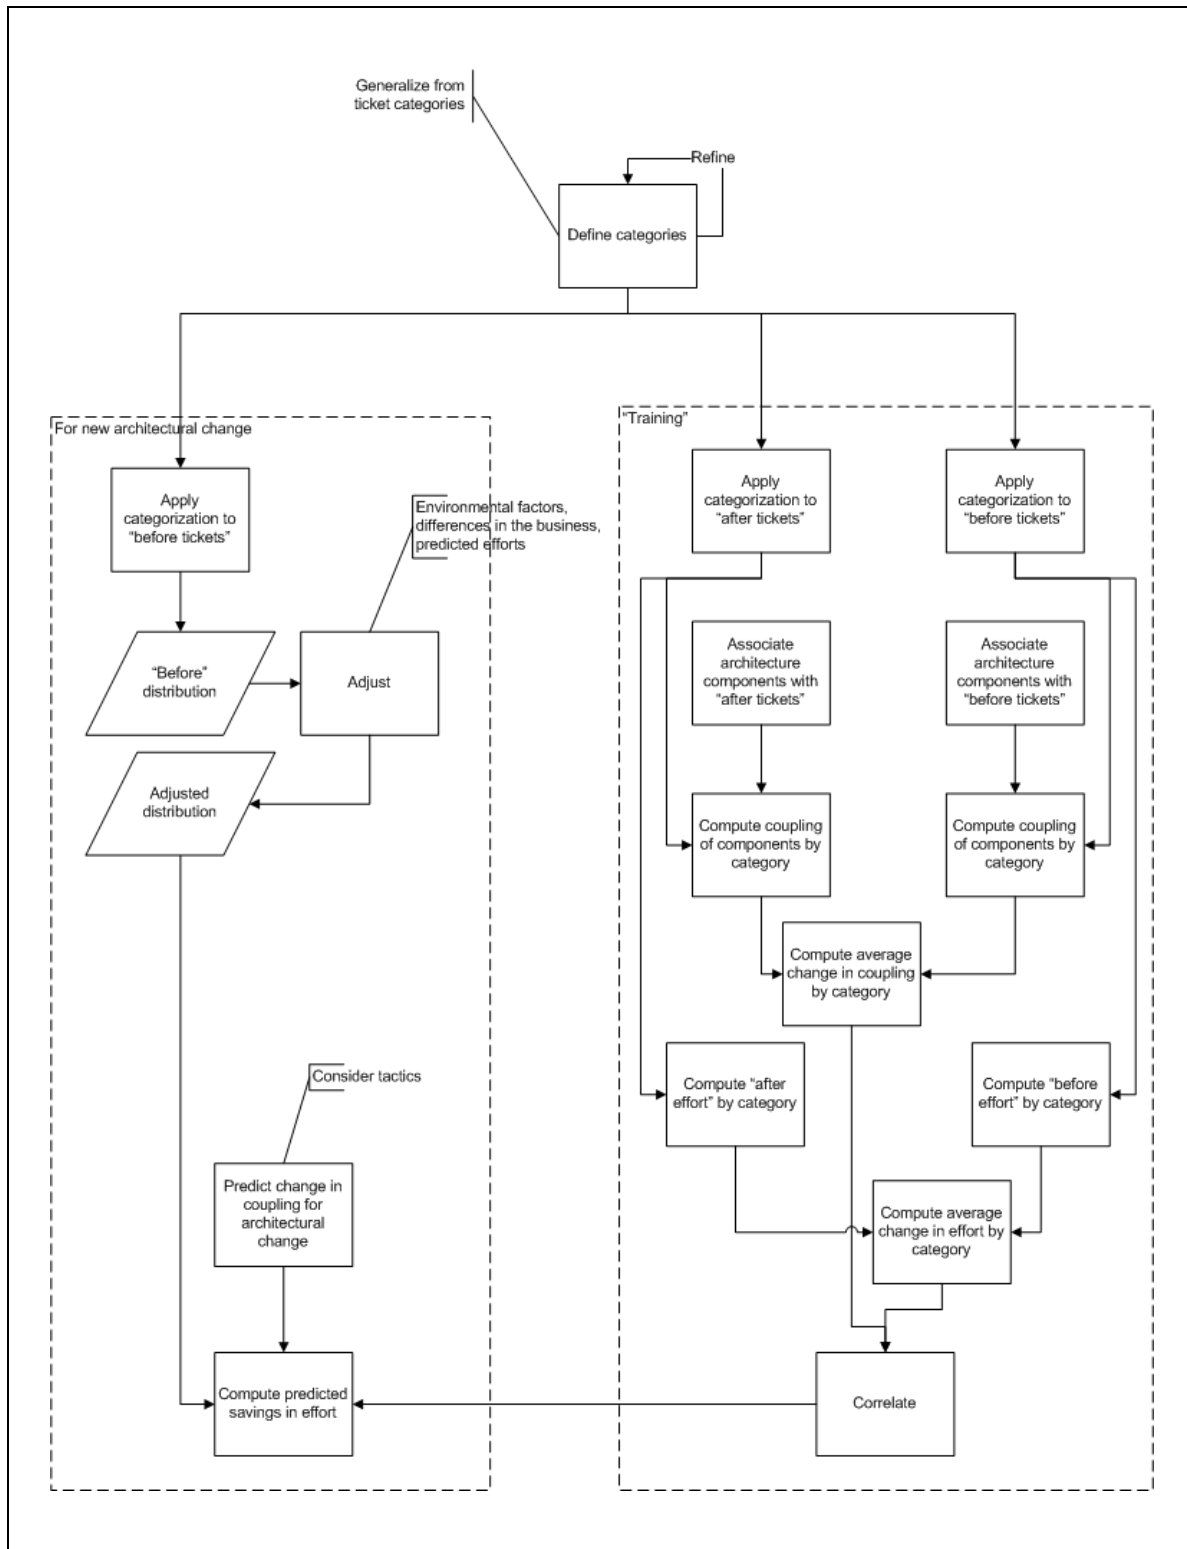 Generalize from
ticket categories
Refine
Define categories
For new architectural change
“Training”
Apply
categorization to
“before tickets”
Environmental factors,
differences in the business,
predicted efforts
Apply
categorization to
“after tickets”
Apply
categorization to
“before tickets”
“Before”
distribution
Adjust
Associate
architecture
components with
“after tickets”
Associate
architecture
components with
“before tickets”
Adjusted
distribution
Compute coupling
of components by
category
Compute coupling
of components by
category
Compute average
change in coupling
by category
Consider tactics
Compute “after
effort” by category
Compute “before
effort” by category
Predict change in
coupling for
architectural
change
Compute average
change in effort by
category
Compute predicted
savings in effort
Correlate